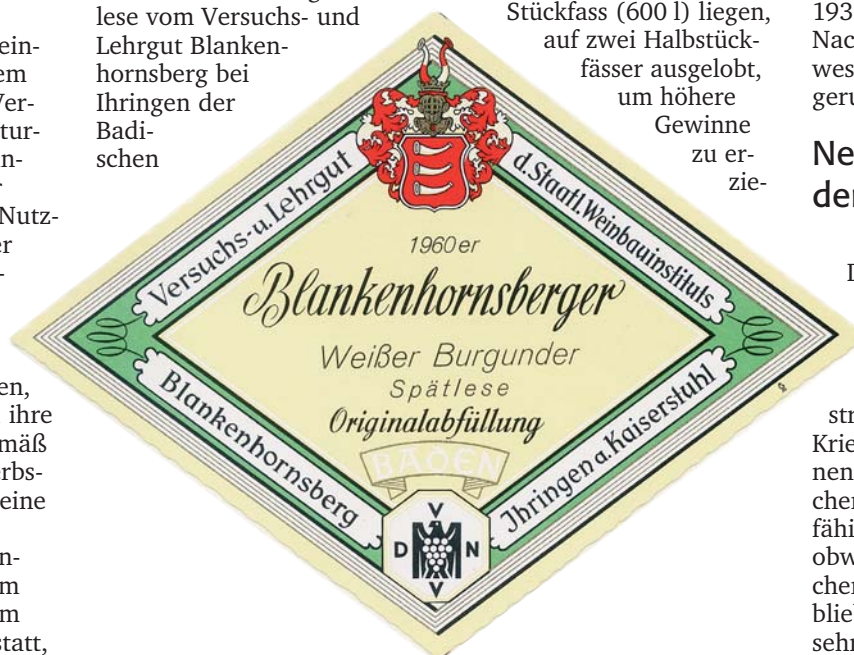 ein-
em
Ver-
tur-
n-
Nutz-
er
-
en,
ihre
mäß
erbs-
eine
n-
m
m
statt,
lese vom Versuchs- und
Lehrgut Blanken-
hornsberg bei
Ihringen der
Badi-
schen
Stückfass (600 l) liegen,
auf zwei Halbstück-
fässer ausgelobt,
um höhere
Gewinne
zu er-
zie-
193
Nac
wes
geru
Ne
der
D
str
Krie
nen
cher
fähi
obw
cher
blie
sehr
Versuchs-u.Lehrgut
d.Staatl.Weinbauinstituts
1960er
Blankenhornsberger
Weißer Burgunder
Spätlese
Originalabfüllung
BADEN
Blankenhornsberg
Ihringen a.Kaiserstuhl
V
D N
V